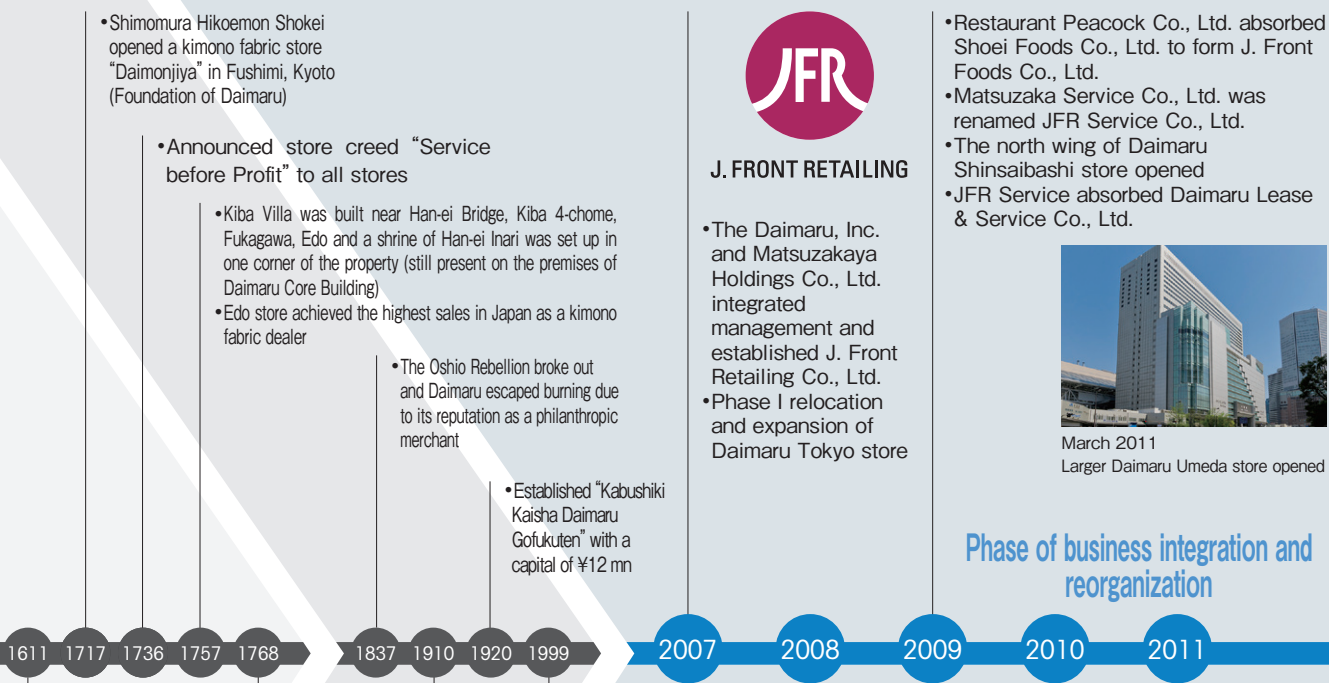 •Shimomura Hikoemon Shokei
opened a kimono fabric store
“Daimonjiya” in Fushimi, Kyoto
(Foundation of Daimaru)
•Announced store creed “Service
before Profit” to all stores
•Kiba Villa was built near Han-ei Bridge, Kiba 4-chome,
Fukagawa, Edo and a shrine of Han-ei Inari was set up in
one corner of the property (still present on the premises of
Daimaru Core Building)
•Edo store achieved the highest sales in Japan as a kimono
fabric dealer
•The Oshio Rebellion broke out
and Daimaru escaped burning due
to its reputation as a philanthropic
merchant
•Established “Kabushiki
Kaisha Daimaru
Gofukuten” with a
capital of ¥12 mn
JFR
J. FRONT RETAILING
•The Daimaru, Inc.
and Matsuzakaya
Holdings Co., Ltd.
integrated
management and
established J. Front
Retailing Co., Ltd.
•Phase I relocation
and expansion of
Daimaru Tokyo store
•Restaurant Peacock Co., Ltd. absorbed
Shoei Foods Co., Ltd. to form J. Front
Foods Co., Ltd.
•Matsuzaka Service Co., Ltd. was
renamed JFR Service Co., Ltd.
•The north wing of Daimaru
Shinsaibashi store opened
•JFR Service absorbed Daimaru Lease
& Service Co., Ltd.
March 2011
Larger Daimaru Umeda store opened
Phase of business integration and
reorganization
1611 1717 1736 1757 1768 1837 1910 1920 1999 2007 2008 2009 2010 2011